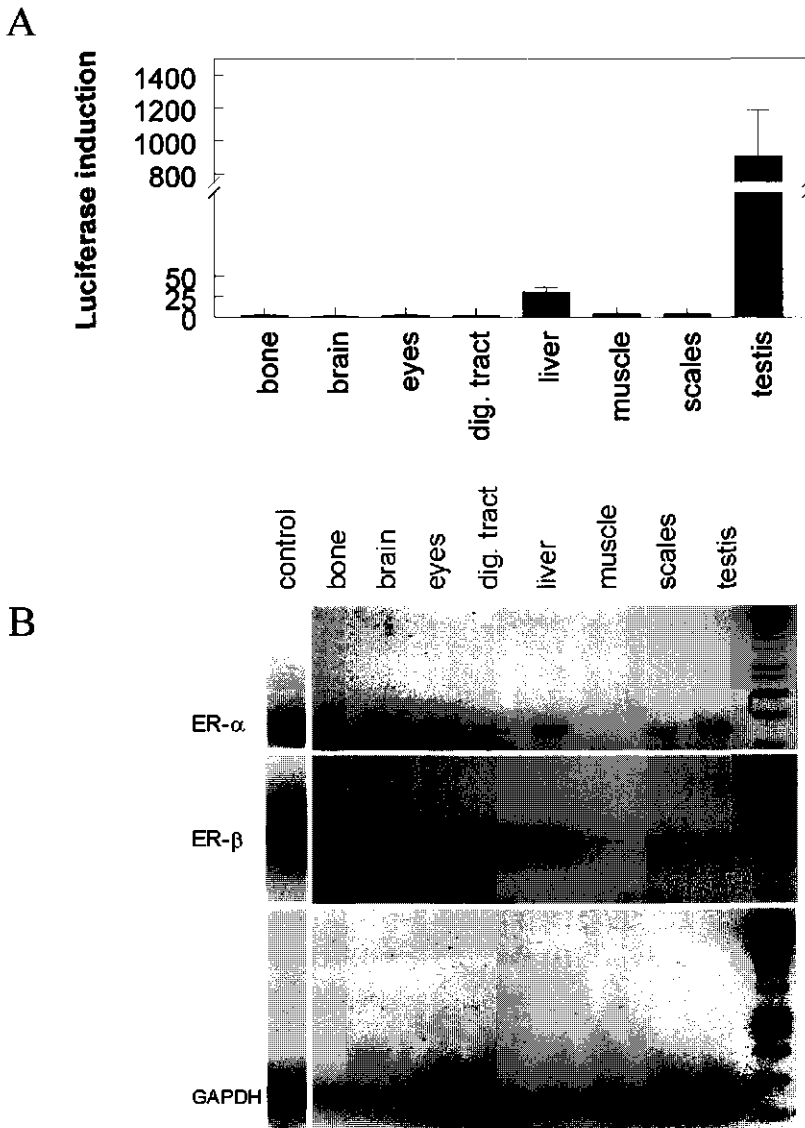 A
Luciferase induction
1400
1200
1000
800
50
25
0
bone
brain
eyes
dig. tract
liver
muscle
scales
testis
control
bone
brain
eyes
dig. tract
liver
muscle
scales
testis
B
ER-α
ER-β
GAPDH